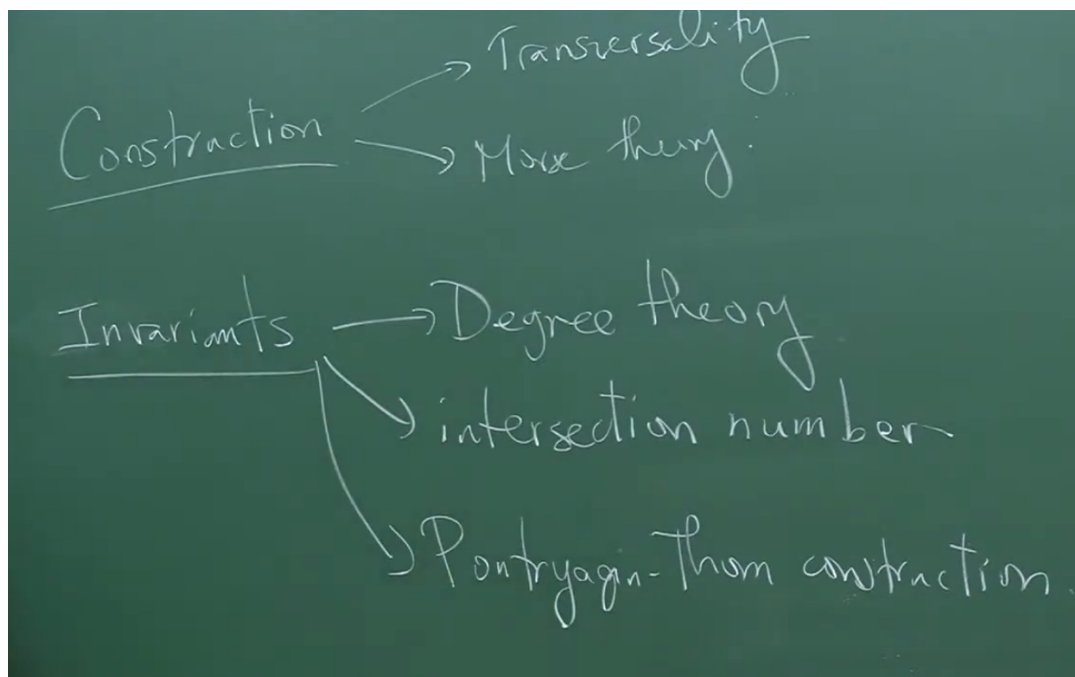 Transversality
Construction
Morse theory.
Invariants
Degree theory
intersection number
Pontryagin-Thom construction.